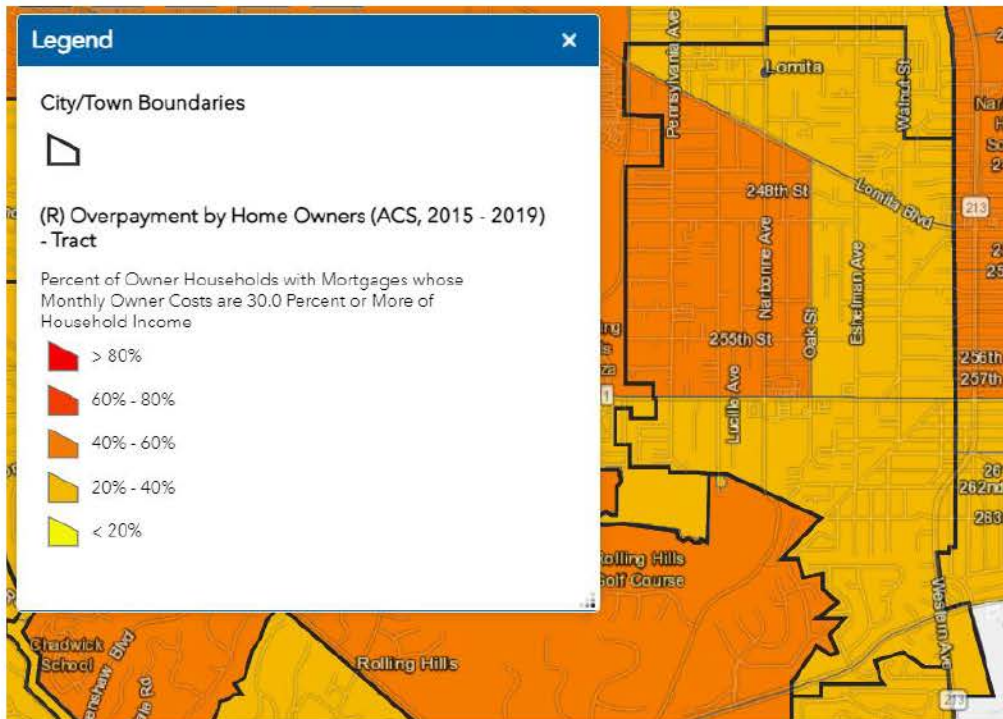 Legend
×
City/Town Boundaries
(R) Overpayment by Home Owners (ACS, 2015 - 2019)
- Tract
Percent of Owner Households with Mortgages whose
Monthly Owner Costs are 30.0 Percent or More of
Household Income
> 80%
60% - 80%
40% - 60%
20% - 40%
< 20%
Pennsylvania Ave
Lomita
Walnut St
248th St
Lomita Blvd
213
Narbonne Ave
Oak St
Eshelman Ave
255th St
256th
257th
1
Lucille Ave
262nd
Rolling Hills
Golf Course
Western Ave
Chadwick
School
Rolling Hills
213